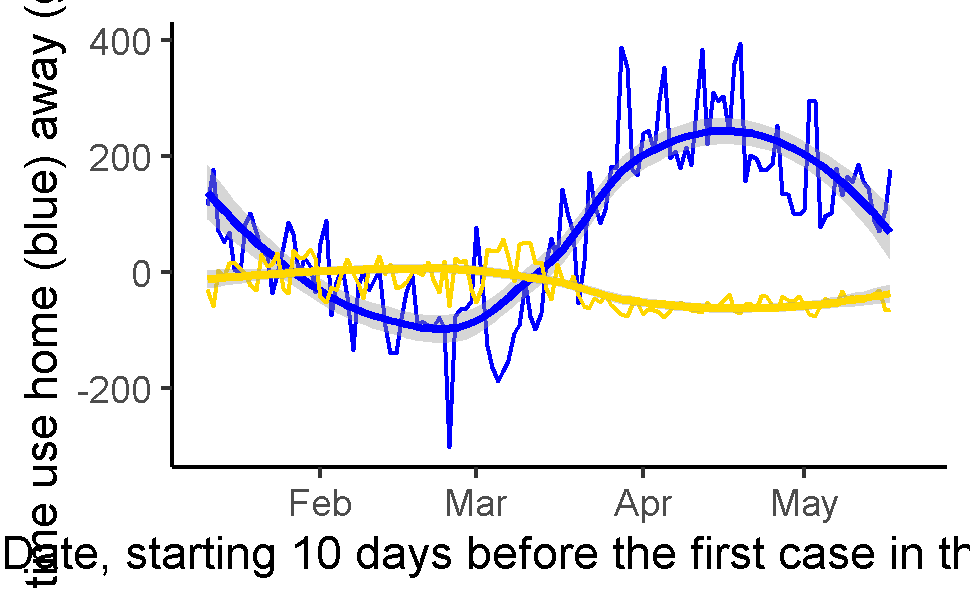 time use home (blue) away (
400
200
0
-200
Feb Mar Apr May
Date, starting 10 days before the first case in th